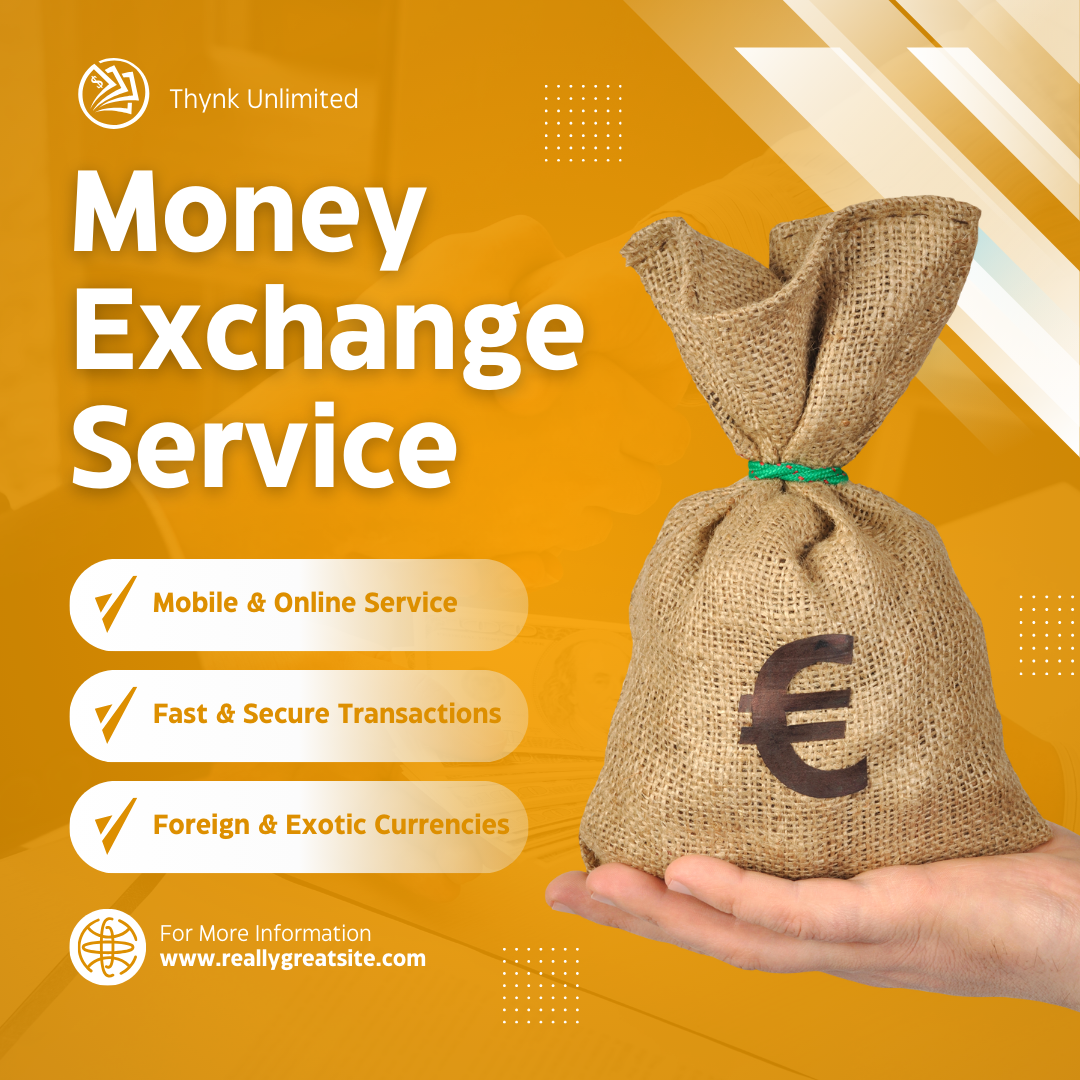 Thynk Unlimited
Money
Exchange
Service
Mobile & Online Service
Fast & Secure Transactions
Foreign & Exotic Currencies
For More Information
www.reallygreatsite.com
€